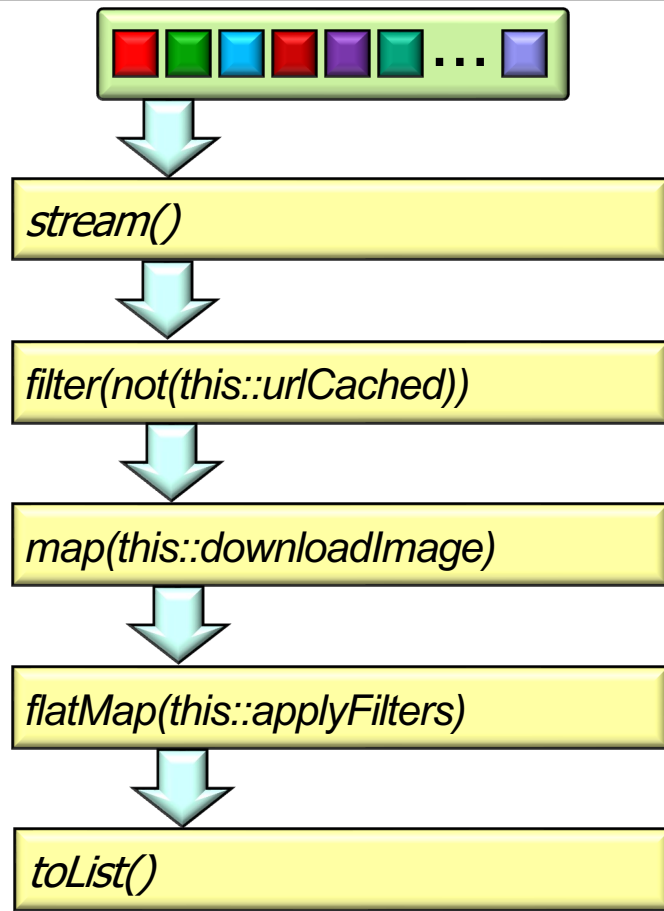 ...
stream()
filter(not(this::urlCached))
map(this::downloadImage)
flatMap(this::applyFilters)
toList()